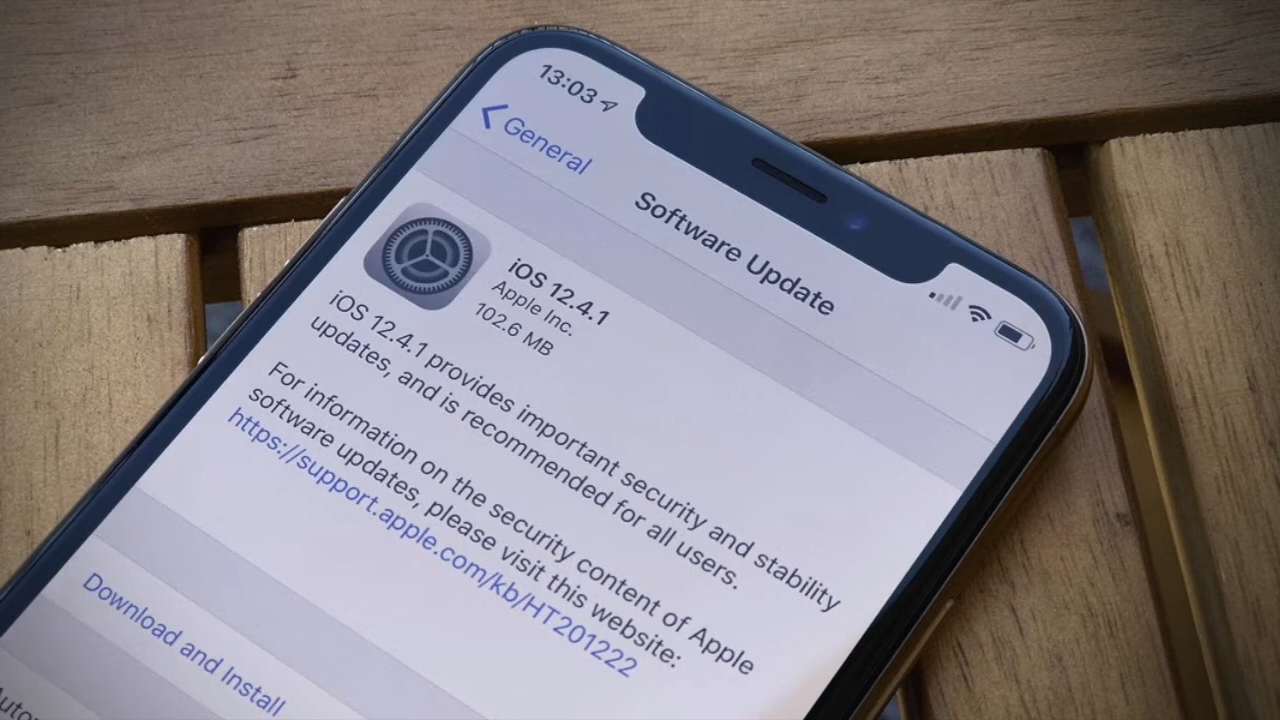 13:03
General
Software Update
iOS 12.4.1
Apple Inc.
102.6 MB
iOS 12.4.1 provides important security and stability
updates, and is recommended for all users.
For information on the security content of Apple
software updates, please visit this website:
https://support.apple.com/kb/HT201222
Download and Install